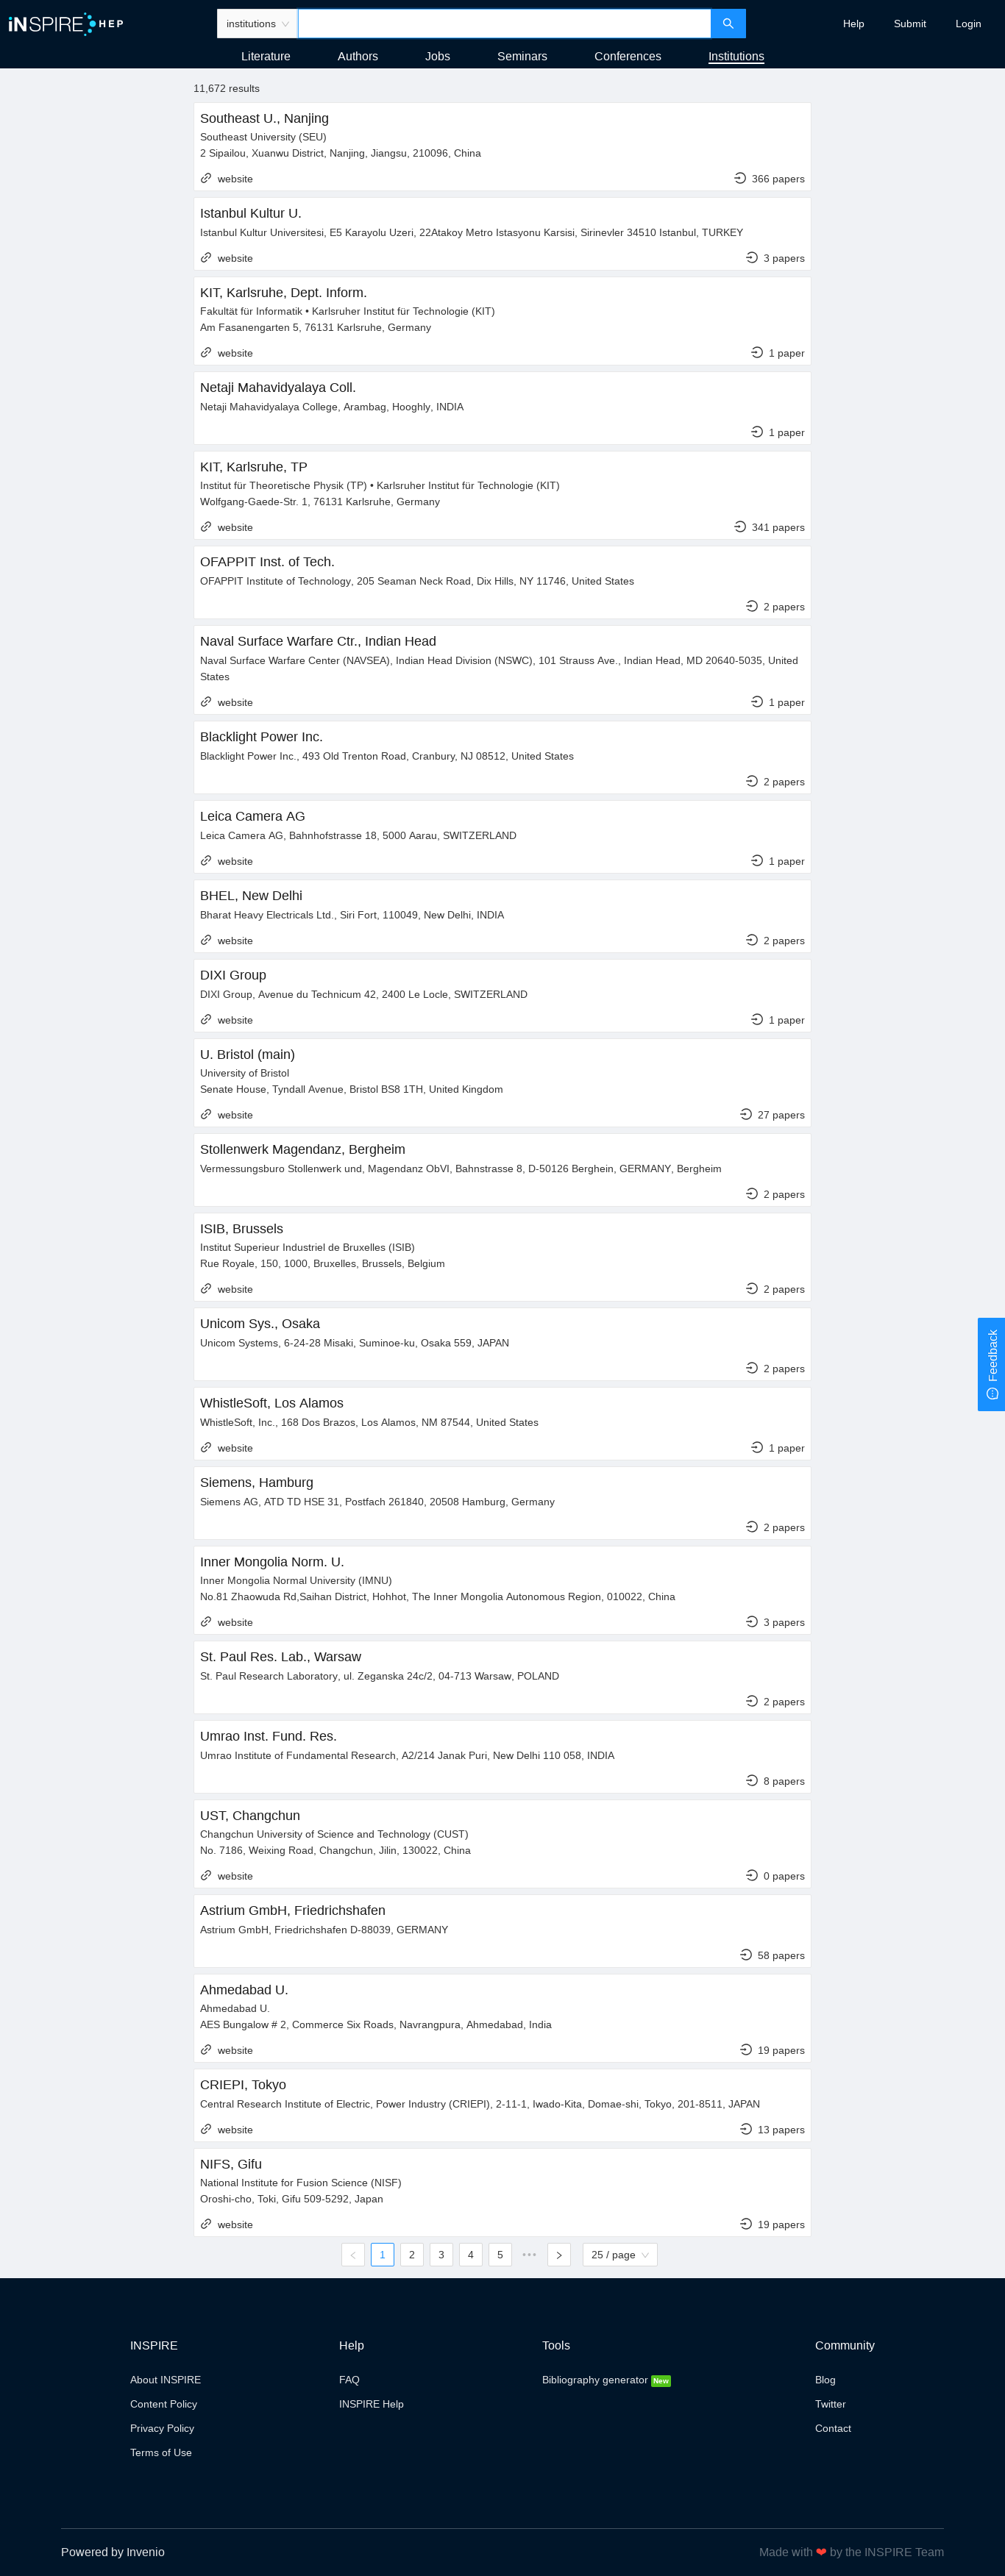 iNSPIRE HEP
institutions
Help
Submit
Login
Literature
Authors
Jobs
Seminars
Conferences
Institutions
11,672 results
Southeast U., Nanjing
Southeast University (SEU)
2 Sipailou, Xuanwu District, Nanjing, Jiangsu, 210096, China
website
366 papers
Istanbul Kultur U.
Istanbul Kultur Universitesi, E5 Karayolu Uzeri, 22Atakoy Metro Istasyonu Karsisi, Sirinevler 34510 Istanbul, TURKEY
website
3 papers
KIT, Karlsruhe, Dept. Inform.
Fakultät für Informatik • Karlsruher Institut für Technologie (KIT)
Am Fasanengarten 5, 76131 Karlsruhe, Germany
website
1 paper
Netaji Mahavidyalaya Coll.
Netaji Mahavidyalaya College, Arambag, Hooghly, INDIA
1 paper
KIT, Karlsruhe, TP
Institut für Theoretische Physik (TP) • Karlsruher Institut für Technologie (KIT)
Wolfgang-Gaede-Str. 1, 76131 Karlsruhe, Germany
website
341 papers
OFAPPIT Inst. of Tech.
OFAPPIT Institute of Technology, 205 Seaman Neck Road, Dix Hills, NY 11746, United States
2 papers
Naval Surface Warfare Ctr., Indian Head
Naval Surface Warfare Center (NAVSEA), Indian Head Division (NSWC), 101 Strauss Ave., Indian Head, MD 20640-5035, United
States
website
1 paper
Blacklight Power Inc.
Blacklight Power Inc., 493 Old Trenton Road, Cranbury, NJ 08512, United States
2 papers
Leica Camera AG
Leica Camera AG, Bahnhofstrasse 18, 5000 Aarau, SWITZERLAND
website
1 paper
BHEL, New Delhi
Bharat Heavy Electricals Ltd., Siri Fort, 110049, New Delhi, INDIA
website
2 papers
DIXI Group
DIXI Group, Avenue du Technicum 42, 2400 Le Locle, SWITZERLAND
website
1 paper
U. Bristol (main)
University of Bristol
Senate House, Tyndall Avenue, Bristol BS8 1TH, United Kingdom
website
27 papers
Stollenwerk Magendanz, Bergheim
Vermessungsburo Stollenwerk und, Magendanz ObVI, Bahnstrasse 8, D-50126 Berghein, GERMANY, Bergheim
2 papers
ISIB, Brussels
Institut Superieur Industriel de Bruxelles (ISIB)
Rue Royale, 150, 1000, Bruxelles, Brussels, Belgium
website
2 papers
Unicom Sys., Osaka
Unicom Systems, 6-24-28 Misaki, Suminoe-ku, Osaka 559, JAPAN
2 papers
Feedback
WhistleSoft, Los Alamos
WhistleSoft, Inc., 168 Dos Brazos, Los Alamos, NM 87544, United States
website
1 paper
Siemens, Hamburg
Siemens AG, ATD TD HSE 31, Postfach 261840, 20508 Hamburg, Germany
2 papers
Inner Mongolia Norm. U.
Inner Mongolia Normal University (IMNU)
No.81 Zhaowuda Rd,Saihan District, Hohhot, The Inner Mongolia Autonomous Region, 010022, China
website
3 papers
St. Paul Res. Lab., Warsaw
St. Paul Research Laboratory, ul. Zeganska 24c/2, 04-713 Warsaw, POLAND
2 papers
Umrao Inst. Fund. Res.
Umrao Institute of Fundamental Research, A2/214 Janak Puri, New Delhi 110 058, INDIA
8 papers
UST, Changchun
Changchun University of Science and Technology (CUST)
No. 7186, Weixing Road, Changchun, Jilin, 130022, China
website
0 papers
Astrium GmbH, Friedrichshafen
Astrium GmbH, Friedrichshafen D-88039, GERMANY
58 papers
Ahmedabad U.
Ahmedabad U.
AES Bungalow # 2, Commerce Six Roads, Navrangpura, Ahmedabad, India
website
19 papers
CRIEPI, Tokyo
Central Research Institute of Electric, Power Industry (CRIEPI), 2-11-1, Iwado-Kita, Domae-shi, Tokyo, 201-8511, JAPAN
website
13 papers
NIFS, Gifu
National Institute for Fusion Science (NISF)
Oroshi-cho, Toki, Gifu 509-5292, Japan
website
19 papers
1 2 3 4 5 ••• 25 / page
INSPIRE
About INSPIRE
Content Policy
Privacy Policy
Terms of Use
Help
FAQ
INSPIRE Help
Tools
Bibliography generator New
Community
Blog
Twitter
Contact
Powered by Invenio
Made with ❤ by the INSPIRE Team